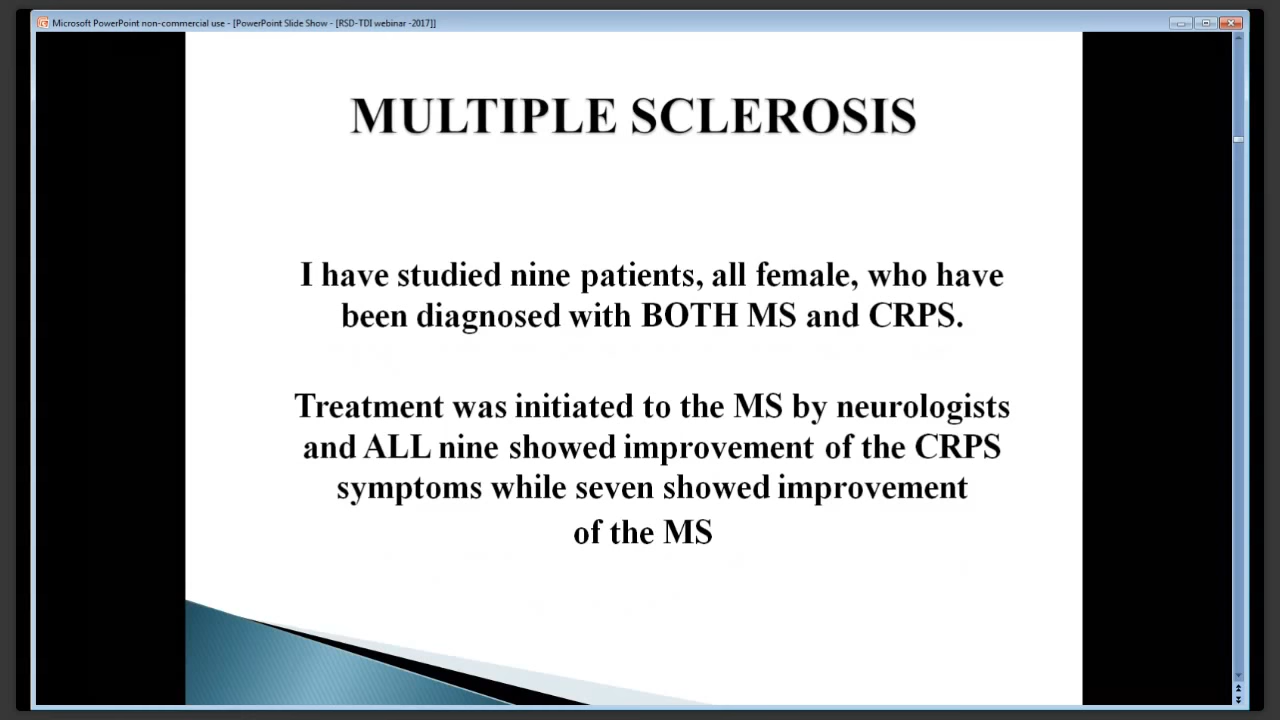 Microsoft PowerPoint non-commercial use - [PowerPoint Slide Show - [RSD-TDI webinar -2017]]
MULTIPLE SCLEROSIS
I have studied nine patients, all female, who have
been diagnosed with BOTH MS and CRPS.
Treatment was initiated to the MS by neurologists
and ALL nine showed improvement of the CRPS
symptoms while seven showed improvement
of the MS